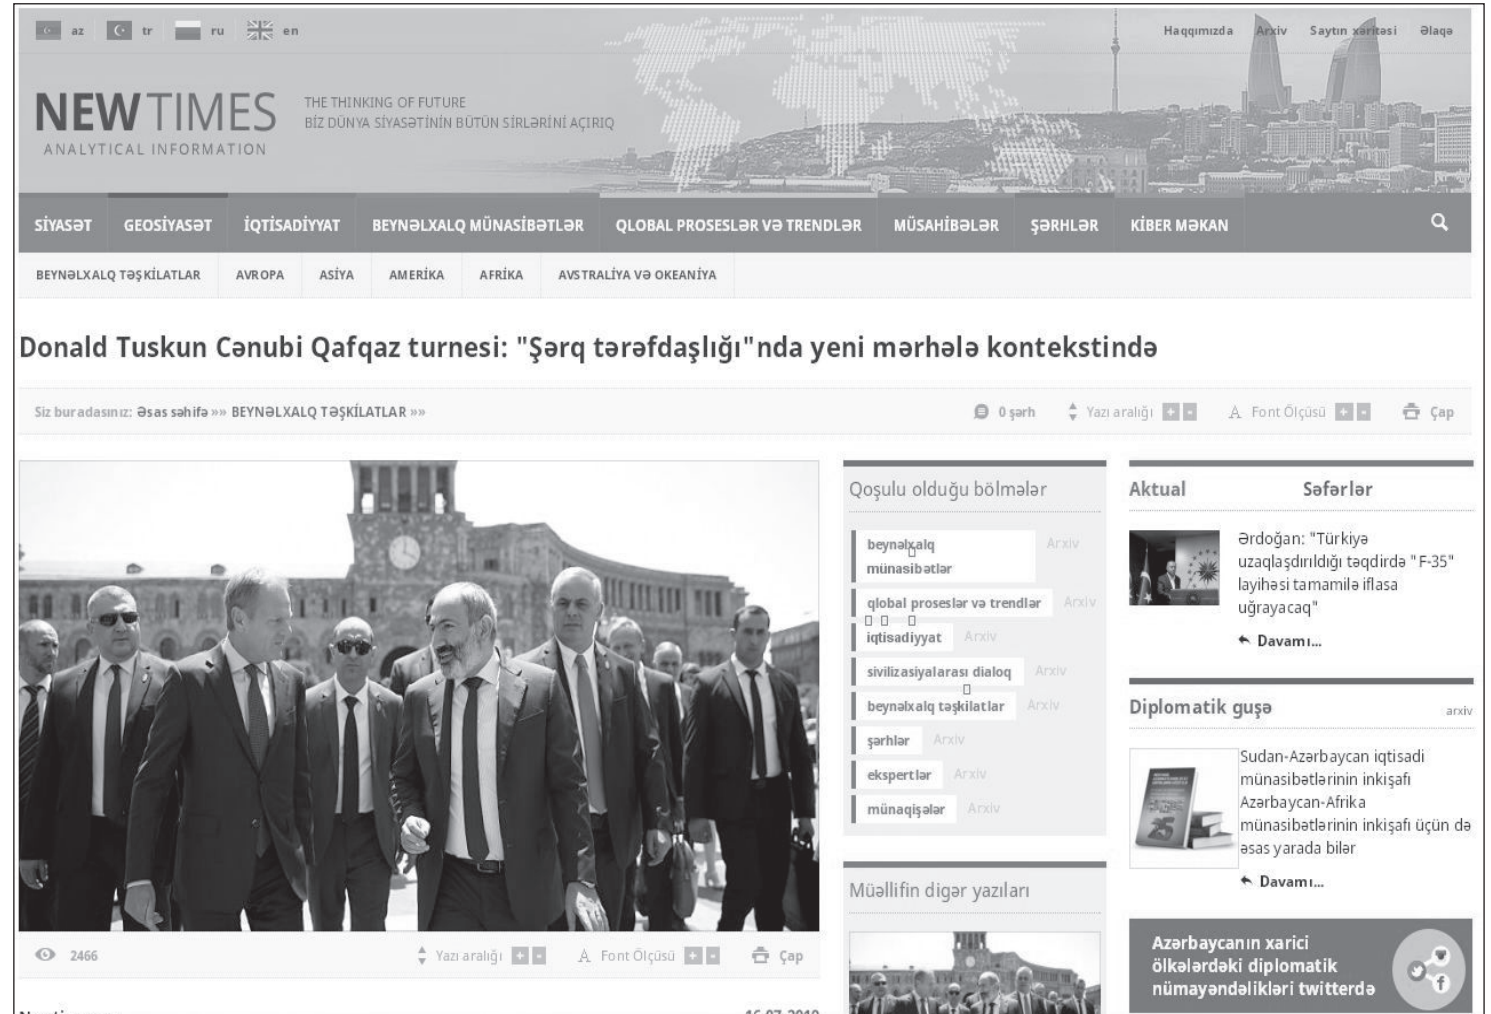 az tr ru en
Haqqımızda Arxiv Saytın xəritəsi Əlaqə
NEWTIMES
ANALYTICAL INFORMATION
THE THINKING OF FUTURE
BİZ DÜNYA SİYASƏTİNİN BÜTÜN SİRLƏRİNİ AÇIRIQ
SİYASƏT GEOSİYASƏT İQTİSADİYYAT BEYNƏLXALQ MÜNASİBƏTLƏR QLOBAL PROSESLƏR VƏ TRENDLƏR MÜSAHİBƏLƏR ŞƏRHLƏR KİBER MƏKAN
BEYNƏLXALQ TƏŞKİLATLAR AVROPA ASİYA AMERİKA AFRİKA AVSTRALİYA VƏ OKEANİYA
Donald Tuskun Cənubi Qafqaz turnesi: "Şərq tərəfdaşlığı"nda yeni mərhələ kontekstində
Siz buradasınız: Əsas səhifə »» BEYNƏLXALQ TƏŞKİLATLAR »»
0 şərh Yazı aralığı + - A Font Ölçüsü + - Çap
2466 Yazı aralığı + - A Font Ölçüsü + - Çap
16-07-2019
Qoşulu olduğu bölmələr
beynəlxalq Arxiv
münasibətlər
qlobal proseslər və trendlər Arxiv
iqtisadiyyat Arxiv
sivilizasiyalarası dialoq Arxiv
beynəlxalq təşkilatlar Arxiv
şərhlər Arxiv
ekspertlər Arxiv
münaqişələr Arxiv
Müəllifin digər yazıları
Aktual Səfərlər
Ərdoğan: "Türkiyə
uzaqlaşdırıldığı təqdirdə "F-35"
layihəsi tamamilə iflasa
uğrayacaq"
Davamı...
Diplomatik guşə arxiv
Sudan-Azərbaycan iqtisadi
münasibətlərinin inkişafı
Azərbaycan-Afrika
münasibətlərinin inkişafı üçün də
əsas yarada bilər
Davamı...
Azərbaycanın xarici
ölkələrdəki diplomatik
nümayəndəlikləri twitterdə